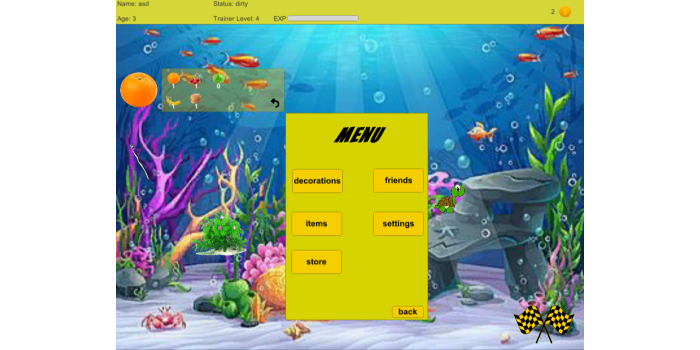 Name: asd Status: dirty
Age: 3 Trainer Level: 4 EXP
2
1 1 0
1 1
MENU
decorations friends
items settings
store
back